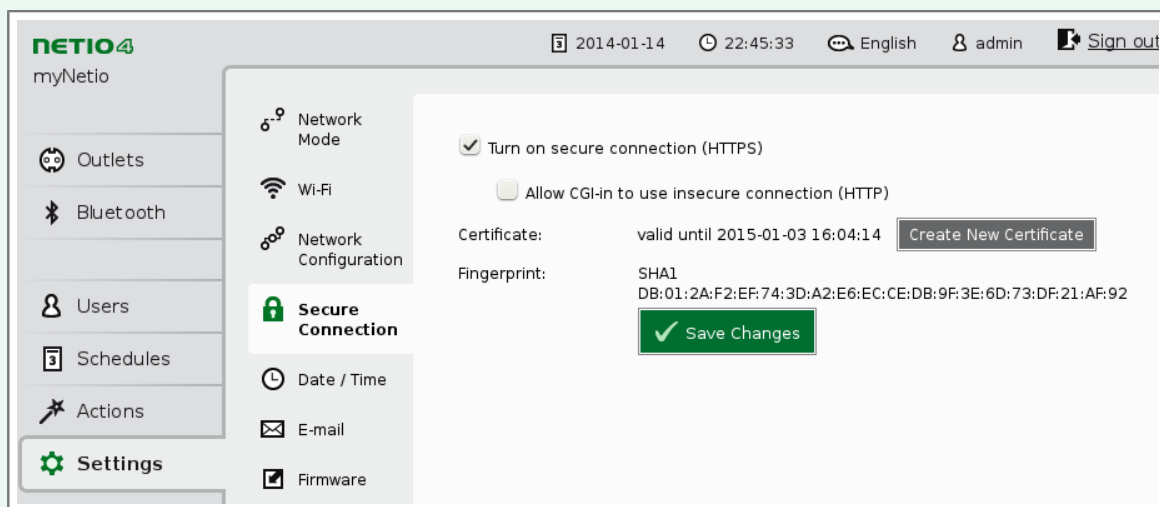 NETIO4
myNetio
2014-01-14
22:45:33
English
admin
Sign out
Outlets
Bluetooth
Users
Schedules
Actions
Settings
Network
Mode
Wi-Fi
Network
Configuration
Secure
Connection
Date / Time
E-mail
Firmware
Turn on secure connection (HTTPS)
Allow CGI-in to use insecure connection (HTTP)
Certificate: valid until 2015-01-03 16:04:14 Create New Certificate
Fingerprint: SHA1
DB:01:2A:F2:EF:74:3D:A2:E6:EC:CE:DB:9F:3E:6D:73:DF:21:AF:92
Save Changes